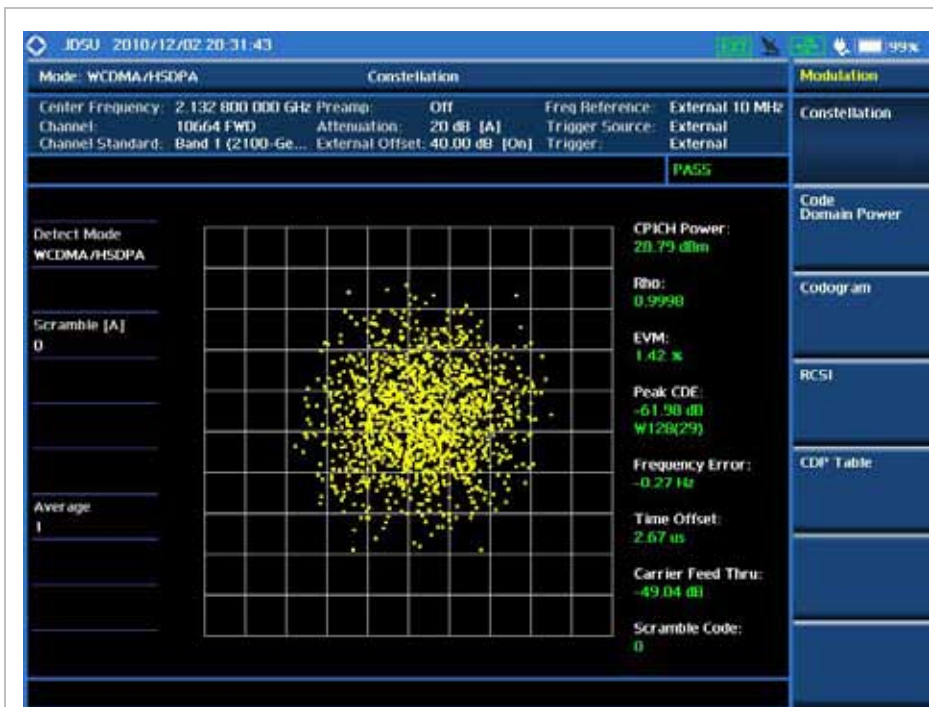 JDSU 2010/12/02 20:31:43
99%
Mode: WCDMA/HSDPA Constellation
Modulation
Center Frequency: 2.132 800 000 GHz Preamp: Off Freq Reference: External 10 MHz
Channel: 10664 FWD Attenuation: 20 dB [A] Trigger Source: External
Channel Standard: Band 1 (2100-Ge... External Offset: 40.00 dB [On] Trigger: External
PASS
Constellation
Code
Domain Power
Codogram
RCSI
CDP Table
Detect Mode
WCDMA/HSDPA
Scramble [A]
0
Average
1
CPICH Power:
28.79 dBm
Rho:
0.9998
EVM:
1.42 %
Peak CDE:
-61.98 dB
W128(29)
Frequency Error:
-0.27 Hz
Time Offset:
2.67 us
Carrier Feed Thru:
-49.04 dB
Scramble Code:
0